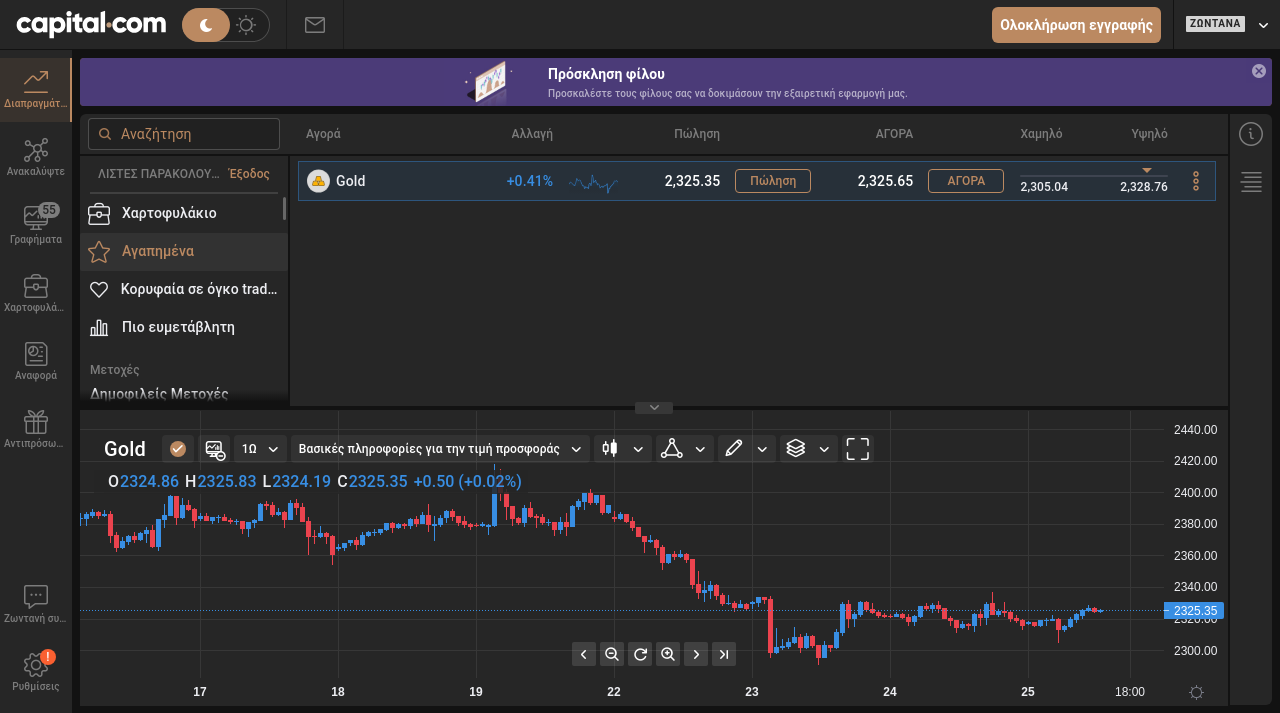 capital.com
Ολοκλήρωση εγγραφής
ΖΩΝΤΑΝΑ
Διαπραγμάτ...
Ανακαλύψτε
55
Γραφήματα
Χαρτοφυλά...
Αναφορά
Αντιπρόσω...
Ζωντανή συ...
!
Ρυθμίσεις
Πρόσκληση φίλου
Προσκαλέστε τους φίλους σας να δοκιμάσουν την εξαιρετική εφαρμογή μας.
Αναζήτηση
ΛΙΣΤΕΣ ΠΑΡΑΚΟΛΟΥ... Έξοδος
Χαρτοφυλάκιο
Αγαπημένα
Κορυφαία σε όγκο trad...
Πιο ευμετάβλητη
Μετοχές
Δημοφιλείς Μετοχές
Αγορά Αλλαγή Πώληση ΑΓΟΡΑ Χαμηλό Υψηλό
Gold +0.41% 2,325.35 Πώληση 2,325.65 ΑΓΟΡΑ 2,305.04 2,328.76
Gold 1Ω Βασικές πληροφορίες για την τιμή προσφοράς
O2324.86 H2325.83 L2324.19 C2325.35 +0.50 (+0.02%)
2440.00
2420.00
2400.00
2380.00
2360.00
2340.00
2325.35
2320.00
2300.00
17 18 19 22 23 24 25 18:00